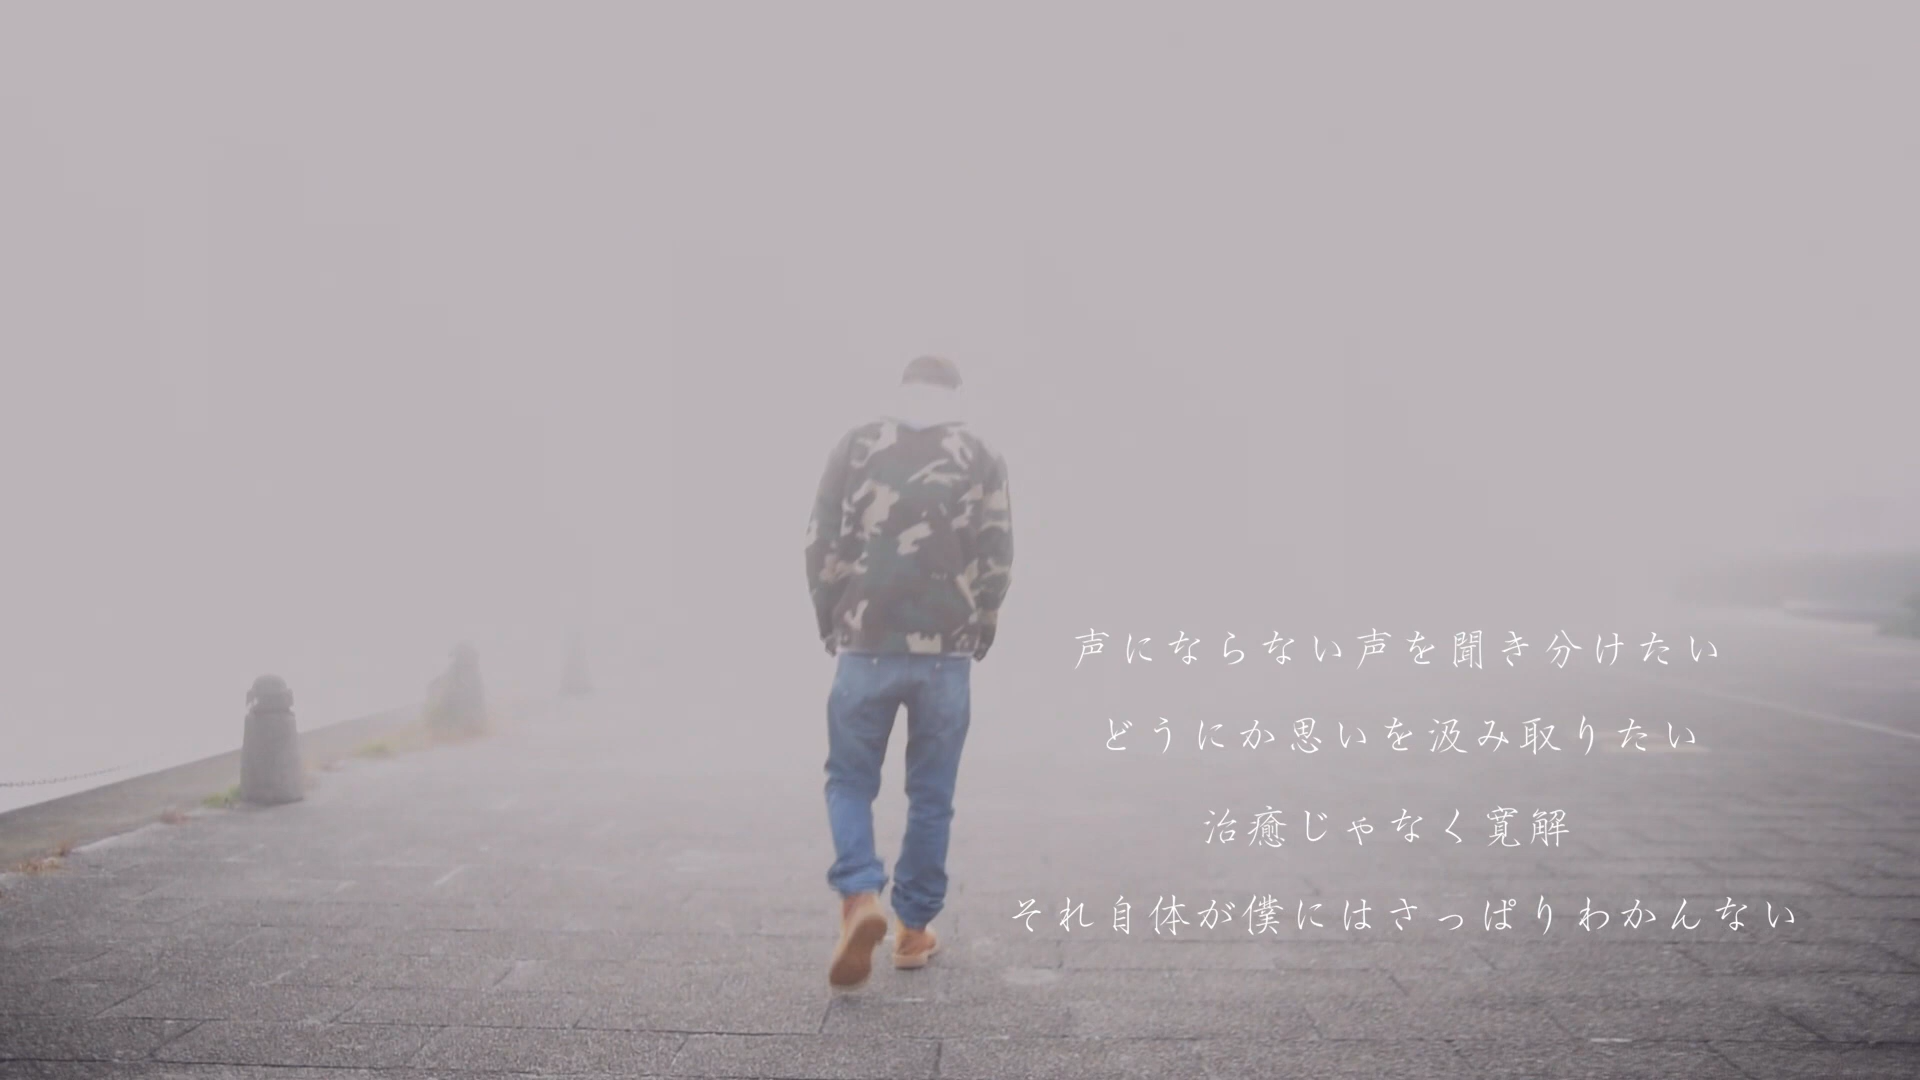 声にならない声を聞き分けたい
どうにか思いを汲み取りたい
治癒じゃなく寛解
それ自体が僕にはさっぱりわかんない